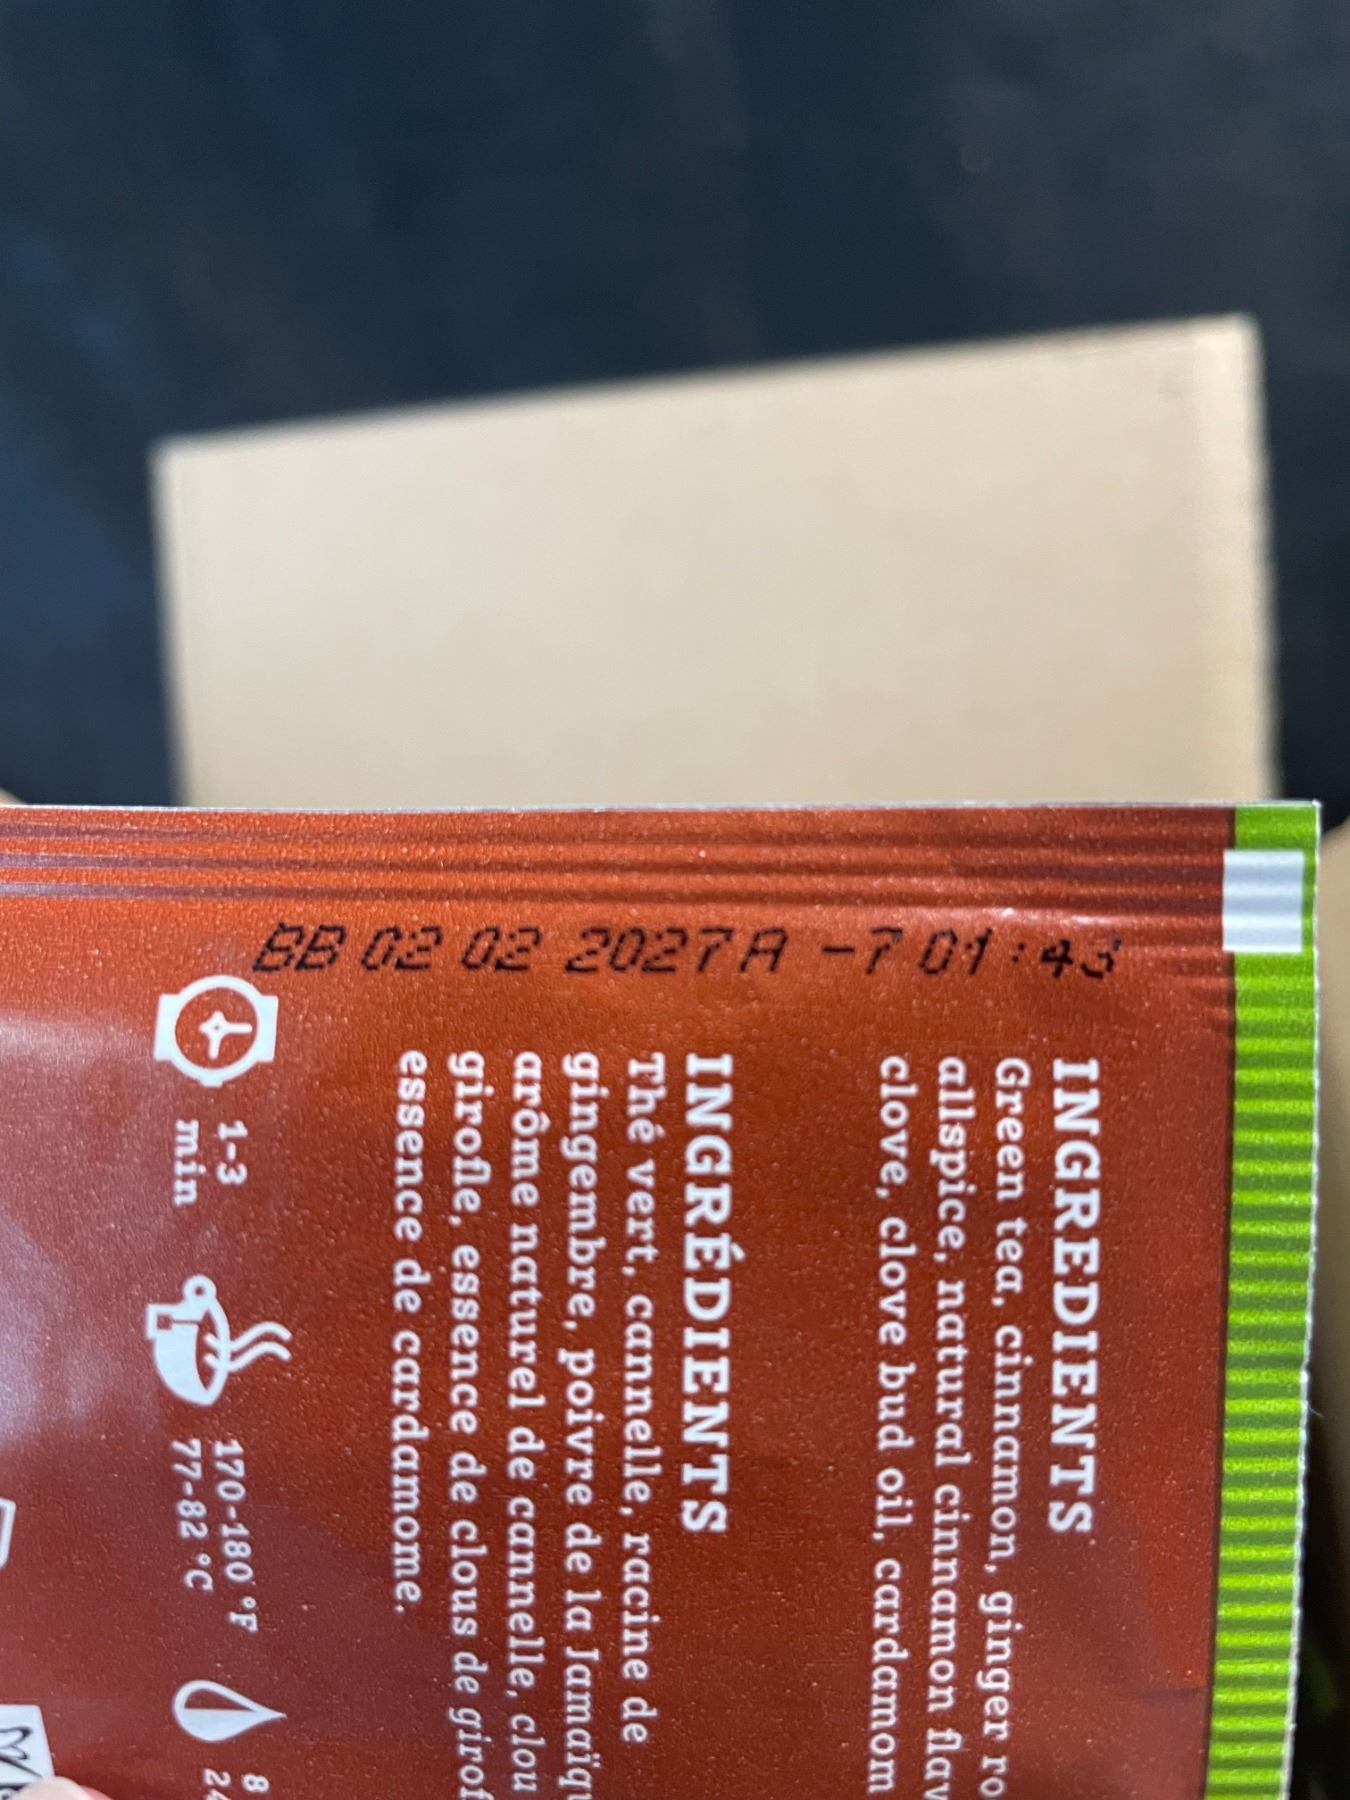 BB 02 02 2027 A -7 01:43
INGREDIENTS
Green tea, cinnamon, ginger
allspice, natural cinnamon
clove, clove bud oil, cardamom
INGRÉDIENTS
Thé vert, cannelle, racine de
gingembre, poivre de la
arôme naturel de cannelle, clou
girofle, essence de clous de
essence de cardamome.
1-3
min
170-180 °F
77-82 °C
8